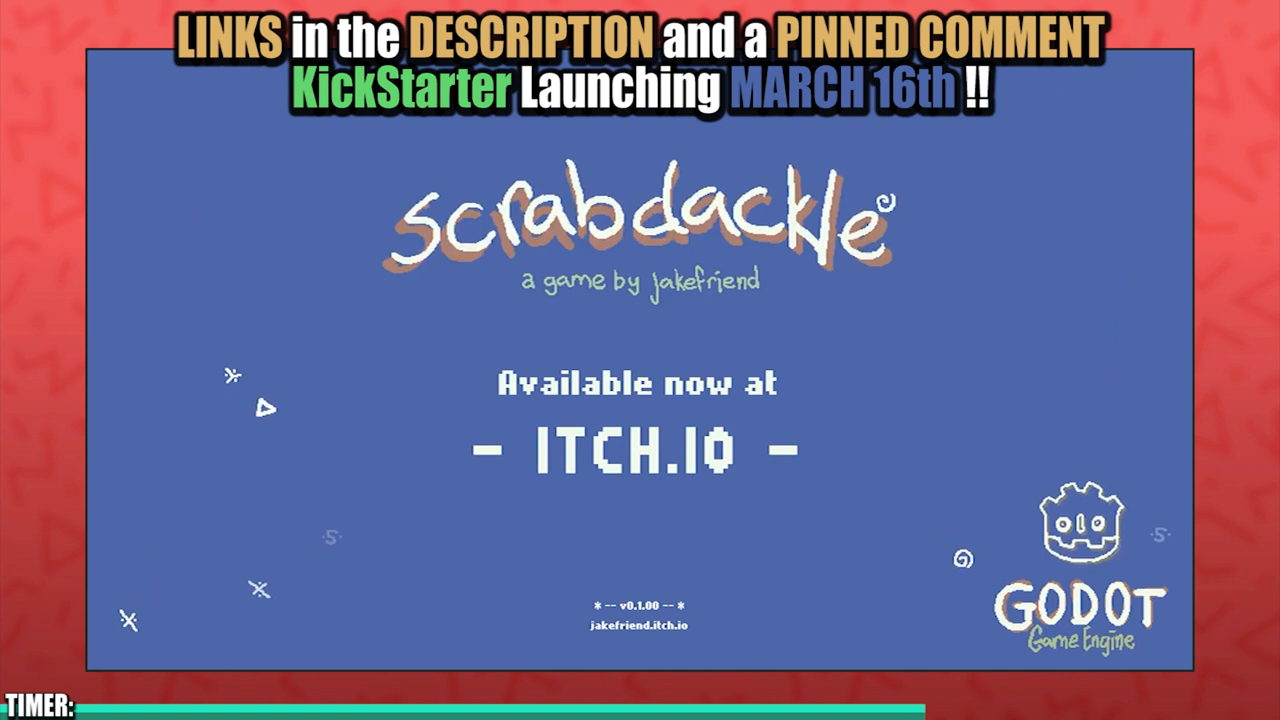 LINKS in the DESCRIPTION and a PINNED COMMENT
KickStarter Launching MARCH 16th !!
scrabdackle
a game by jakefriend
Available now at
- ITCH.IO -
·S·
·S·
GODOT
Game Engine
* -- v0.1.00 -- *
jakefriend.itch.io
TIMER: